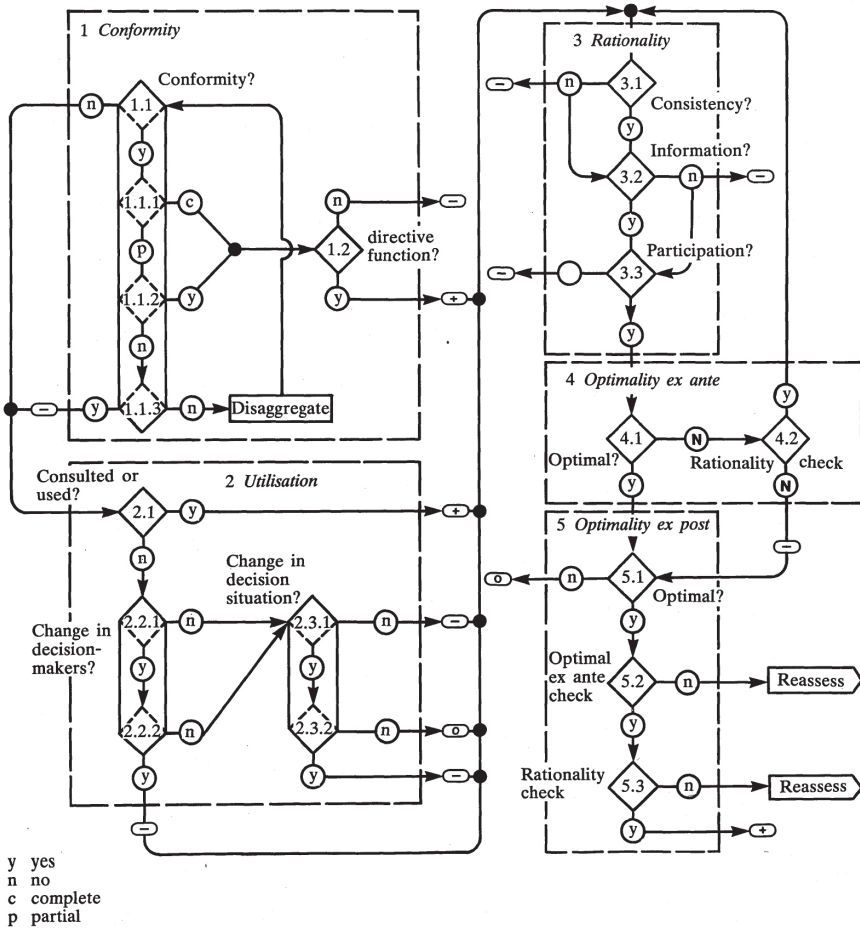 1 Conformity
Conformity?
n
1.1
y
1.1.1
c
p
1.1.2
y
n
1.1.3
y
−
n
Disaggregate
n
−
1.2
directive
function?
y
+
2 Utilisation
Consulted or
used?
2.1
y
+
n
Change in
decision
situation?
Change in
decision-
makers?
2.2.1
n
2.3.1
n
−
y
y
2.2.2
n
2.3.2
n
o
y
y
−
−
3 Rationality
−
n
3.1
Consistency?
y
Information?
3.2
n
−
y
Participation?
−
3.3
y
4 Optimality ex ante
y
4.1
N
4.2
Optimal?
Rationality
check
y
N
−
5 Optimality ex post
o
n
5.1
Optimal?
y
Optimal
ex ante
check
5.2
n
Reassess
y
Rationality
check
5.3
n
Reassess
y
+
y yes
n no
c complete
p partial